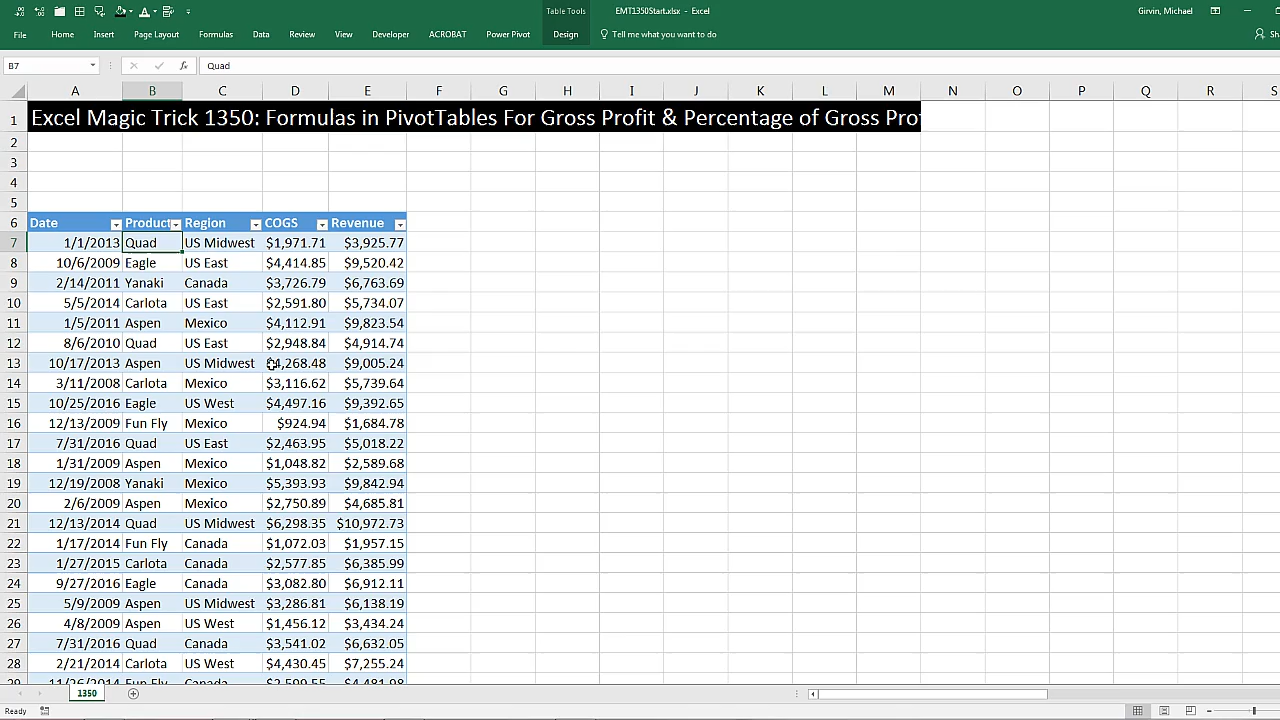 Table Tools EMT1350Start.xlsx - Excel Girvin, Michael
File Home Insert Page Layout Formulas Data Review View Developer ACROBAT Power Pivot Design Tell me what you want to do Sh
B7 fx Quad
A B C D E F G H I J K L M N O P Q R S
1 Excel Magic Trick 1350: Formulas in PivotTables For Gross Profit & Percentage of Gross Pro
2
3
4
5
6 Date Product Region COGS Revenue
7 1/1/2013 Quad US Midwest $1,971.71 $3,925.77
8 10/6/2009 Eagle US East $4,414.85 $9,520.42
9 2/14/2011 Yanaki Canada $3,726.79 $6,763.69
10 5/5/2014 Carlota US East $2,591.80 $5,734.07
11 1/5/2011 Aspen Mexico $4,112.91 $9,823.54
12 8/6/2010 Quad US East $2,948.84 $4,914.74
13 10/17/2013 Aspen US Midwest $4,268.48 $9,005.24
14 3/11/2008 Carlota Mexico $3,116.62 $5,739.64
15 10/25/2016 Eagle US West $4,497.16 $9,392.65
16 12/13/2009 Fun Fly Mexico $924.94 $1,684.78
17 7/31/2016 Quad US East $2,463.95 $5,018.22
18 1/31/2009 Aspen Mexico $1,048.82 $2,589.68
19 12/19/2008 Yanaki Mexico $5,393.93 $9,842.94
20 2/6/2009 Aspen Mexico $2,750.89 $4,685.81
21 12/13/2014 Quad US Midwest $6,298.35 $10,972.73
22 1/17/2014 Fun Fly Canada $1,072.03 $1,957.15
23 1/27/2015 Carlota Canada $2,577.85 $6,385.99
24 9/27/2016 Eagle Canada $3,082.80 $6,912.11
25 5/9/2009 Aspen US Midwest $3,286.81 $6,138.19
26 4/8/2009 Aspen US West $1,456.12 $3,434.24
27 7/31/2016 Quad Canada $3,541.02 $6,632.05
28 2/21/2014 Carlota US West $4,430.45 $7,255.24
29 11/26/2014 Fun Fly Canada $2,599.55 $4,481.98
1350
Ready